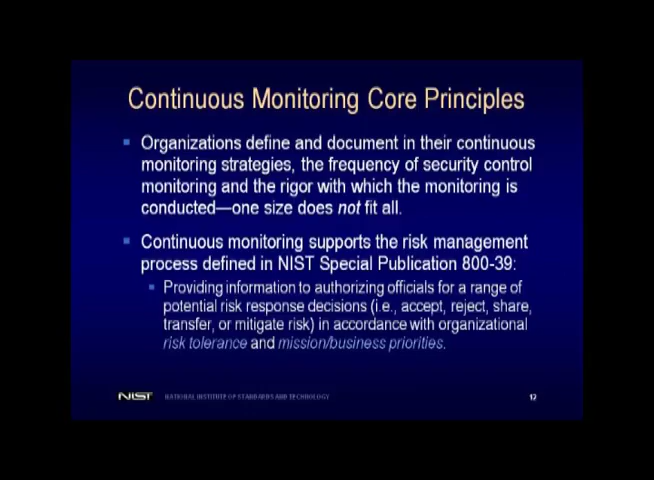 Continuous Monitoring Core Principles
Organizations define and document in their continuous
monitoring strategies, the frequency of security control
monitoring and the rigor with which the monitoring is
conducted—one size does not fit all.
Continuous monitoring supports the risk management
process defined in NIST Special Publication 800-39:
Providing information to authorizing officials for a range of
potential risk response decisions (i.e., accept, reject, share,
transfer, or mitigate risk) in accordance with organizational
risk tolerance and mission/business priorities.
NIST NATIONAL INSTITUTE OF STANDARDS AND TECHNOLOGY 12